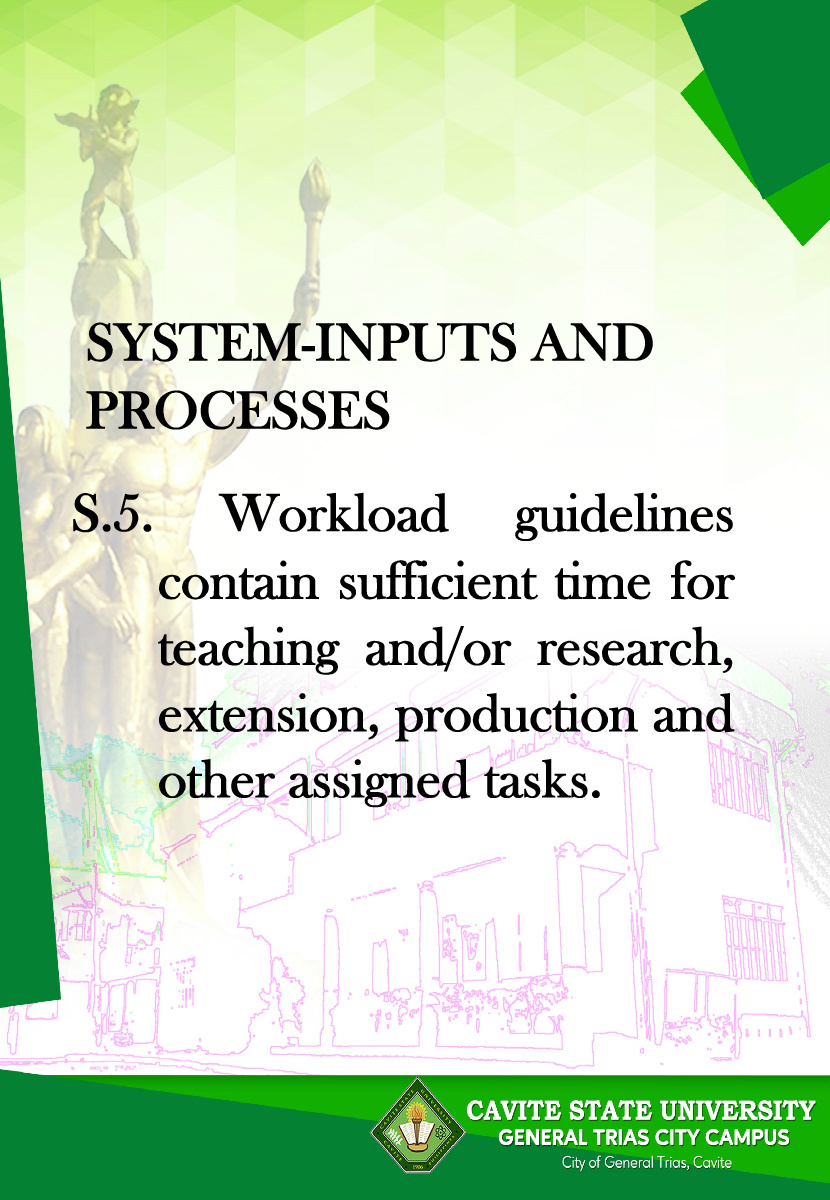 SYSTEM-INPUTS AND
PROCESSES
S.5. Workload guidelines
contain sufficient time for
teaching and/or research,
extension, production and
other assigned tasks.
CAVITE STATE UNIVERSITY
GENERAL TRIAS CITY CAMPUS
City of General Trias, Cavite
1906